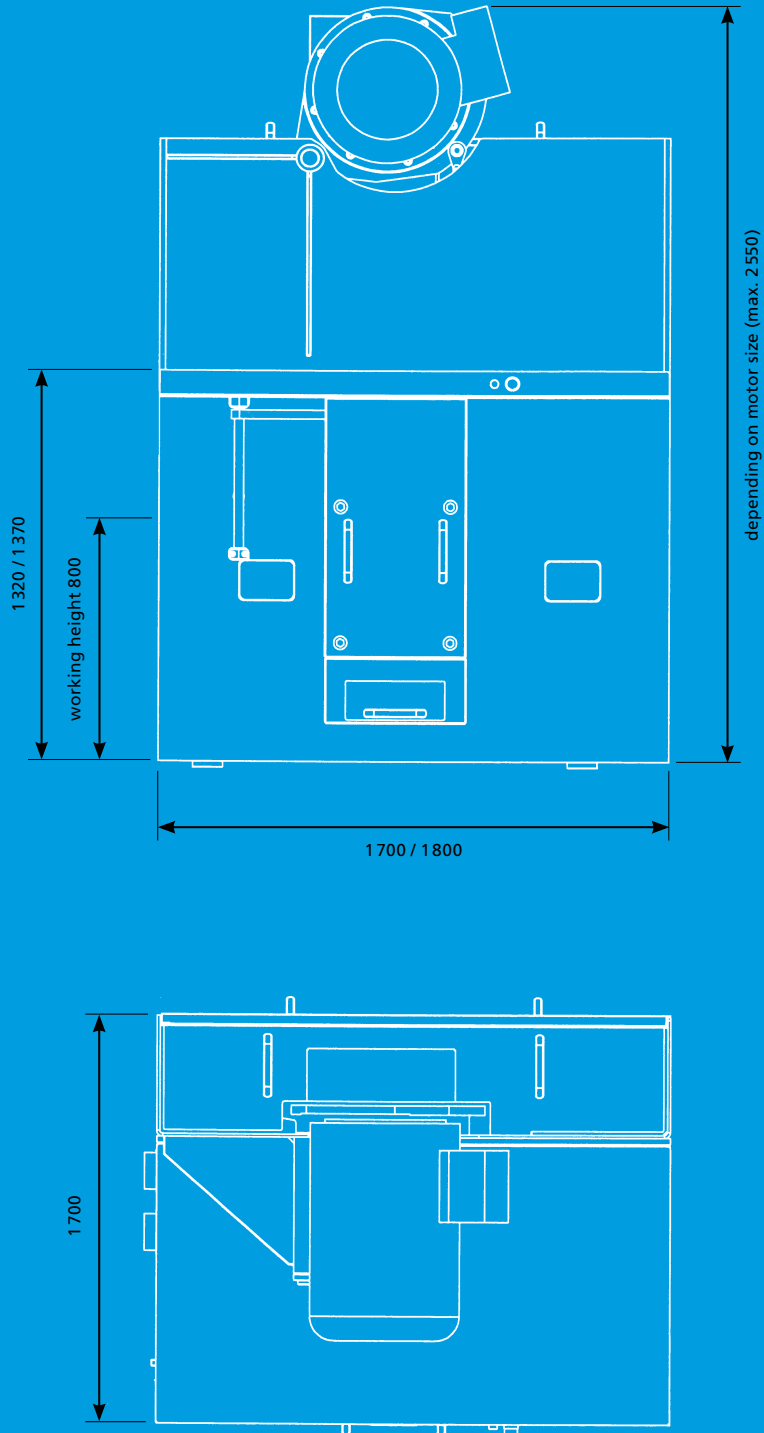 depending on motor size (max. 2 550)
1 320 / 1 370
working height 800
1 700 / 1 800
1 700